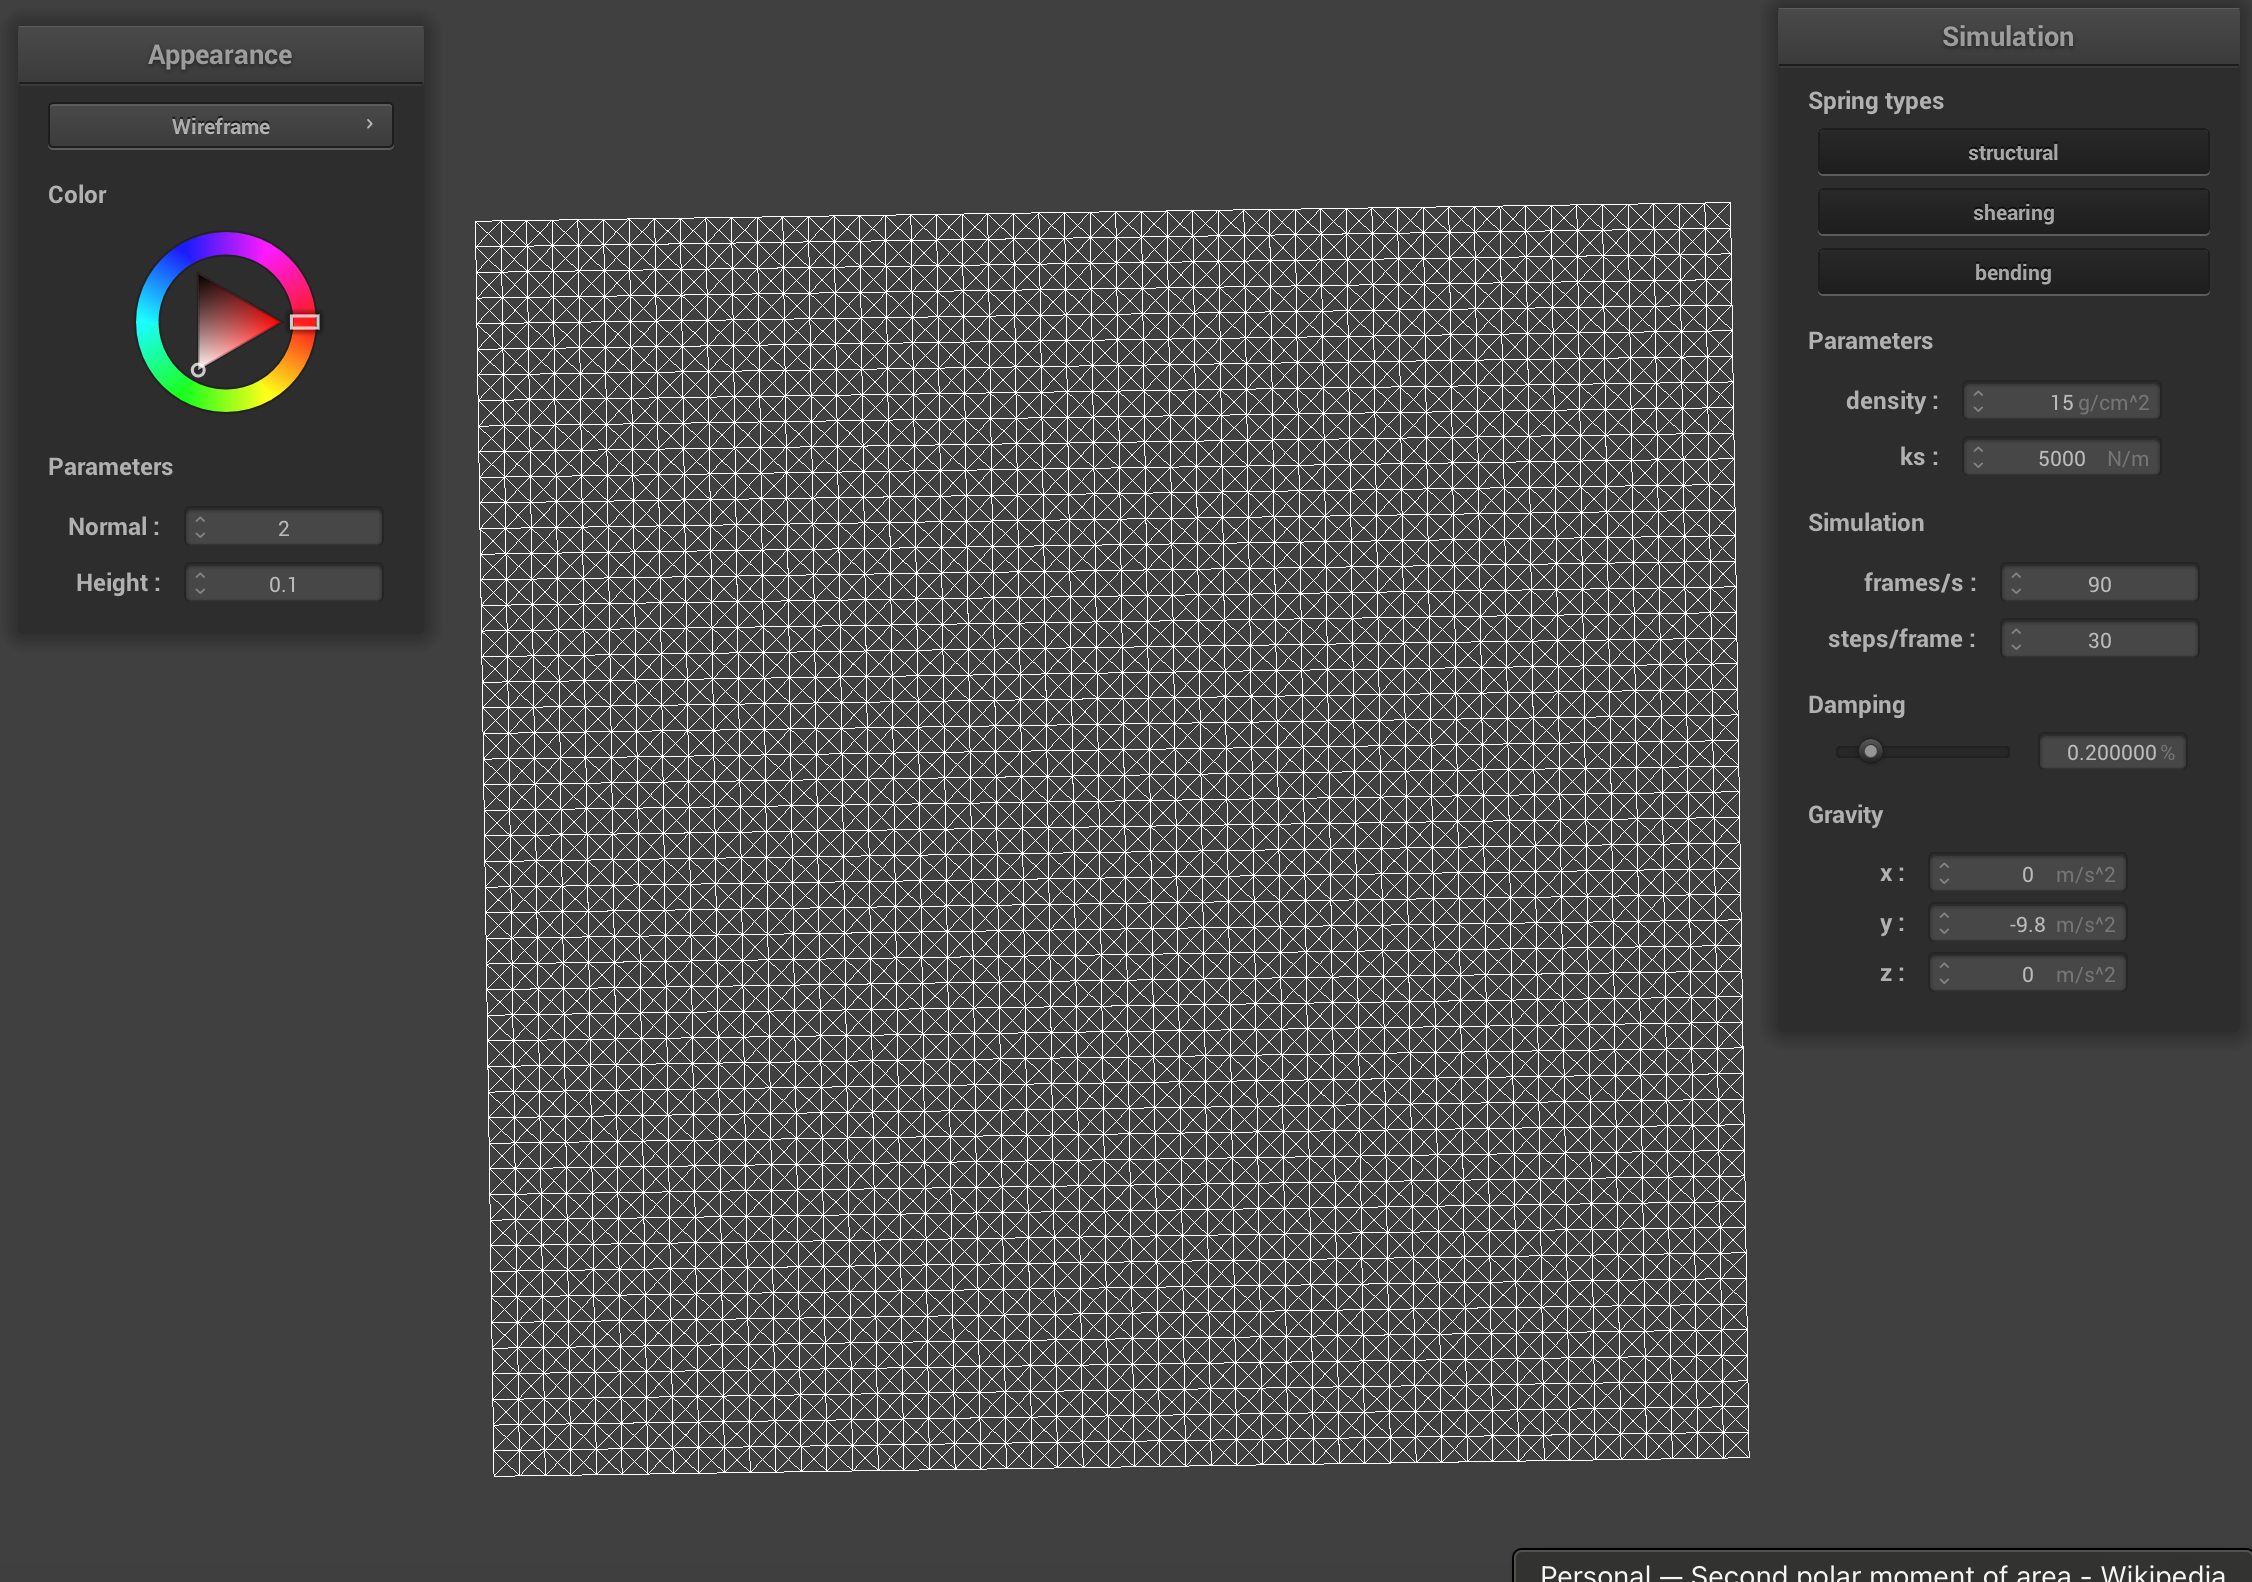 Appearance
Wireframe
Color
Parameters
Normal : 2
Height : 0.1
Simulation
Spring types
structural
shearing
bending
Parameters
density : 15 g/cm^2
ks : 5000 N/m
Simulation
frames/s : 90
steps/frame : 30
Damping
0.200000 %
Gravity
x : 0 m/s^2
y : -9.8 m/s^2
z : 0 m/s^2
Personal — Second polar moment of area - Wikipedia